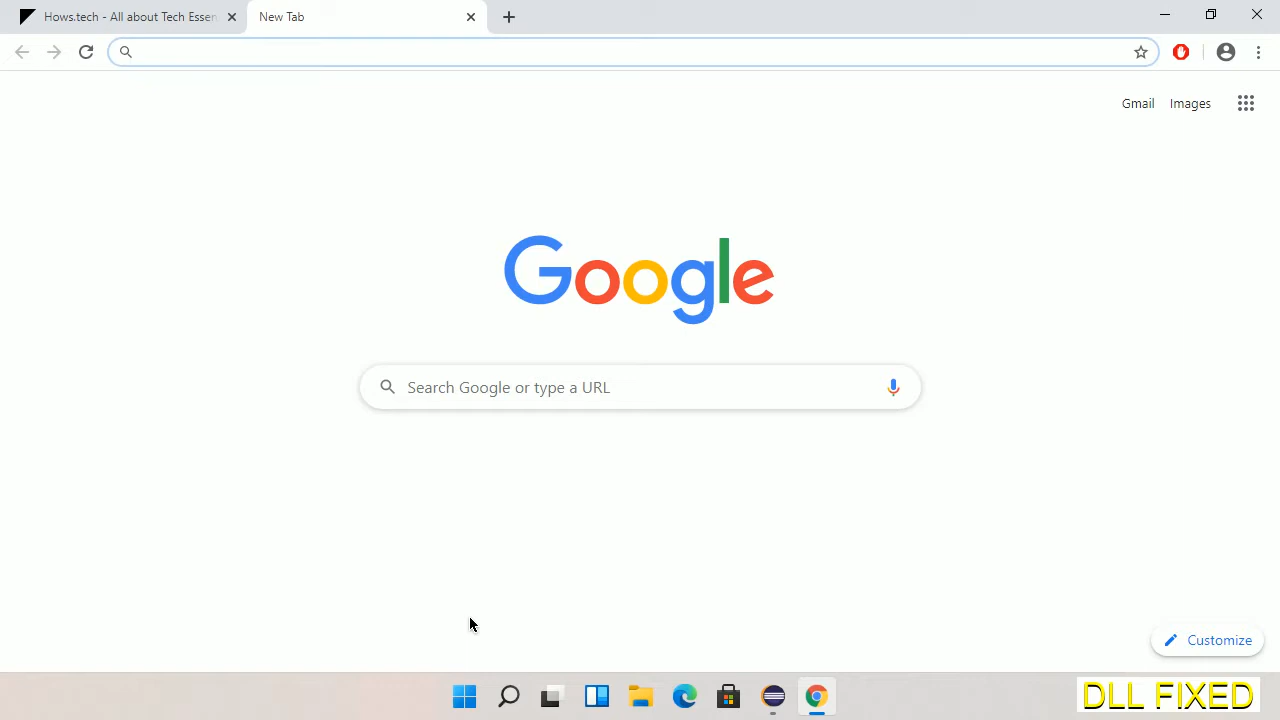 Hows.tech - All about Tech Essen
New Tab
Gmail Images
Google
Search Google or type a URL
Customize
DLL FIXED